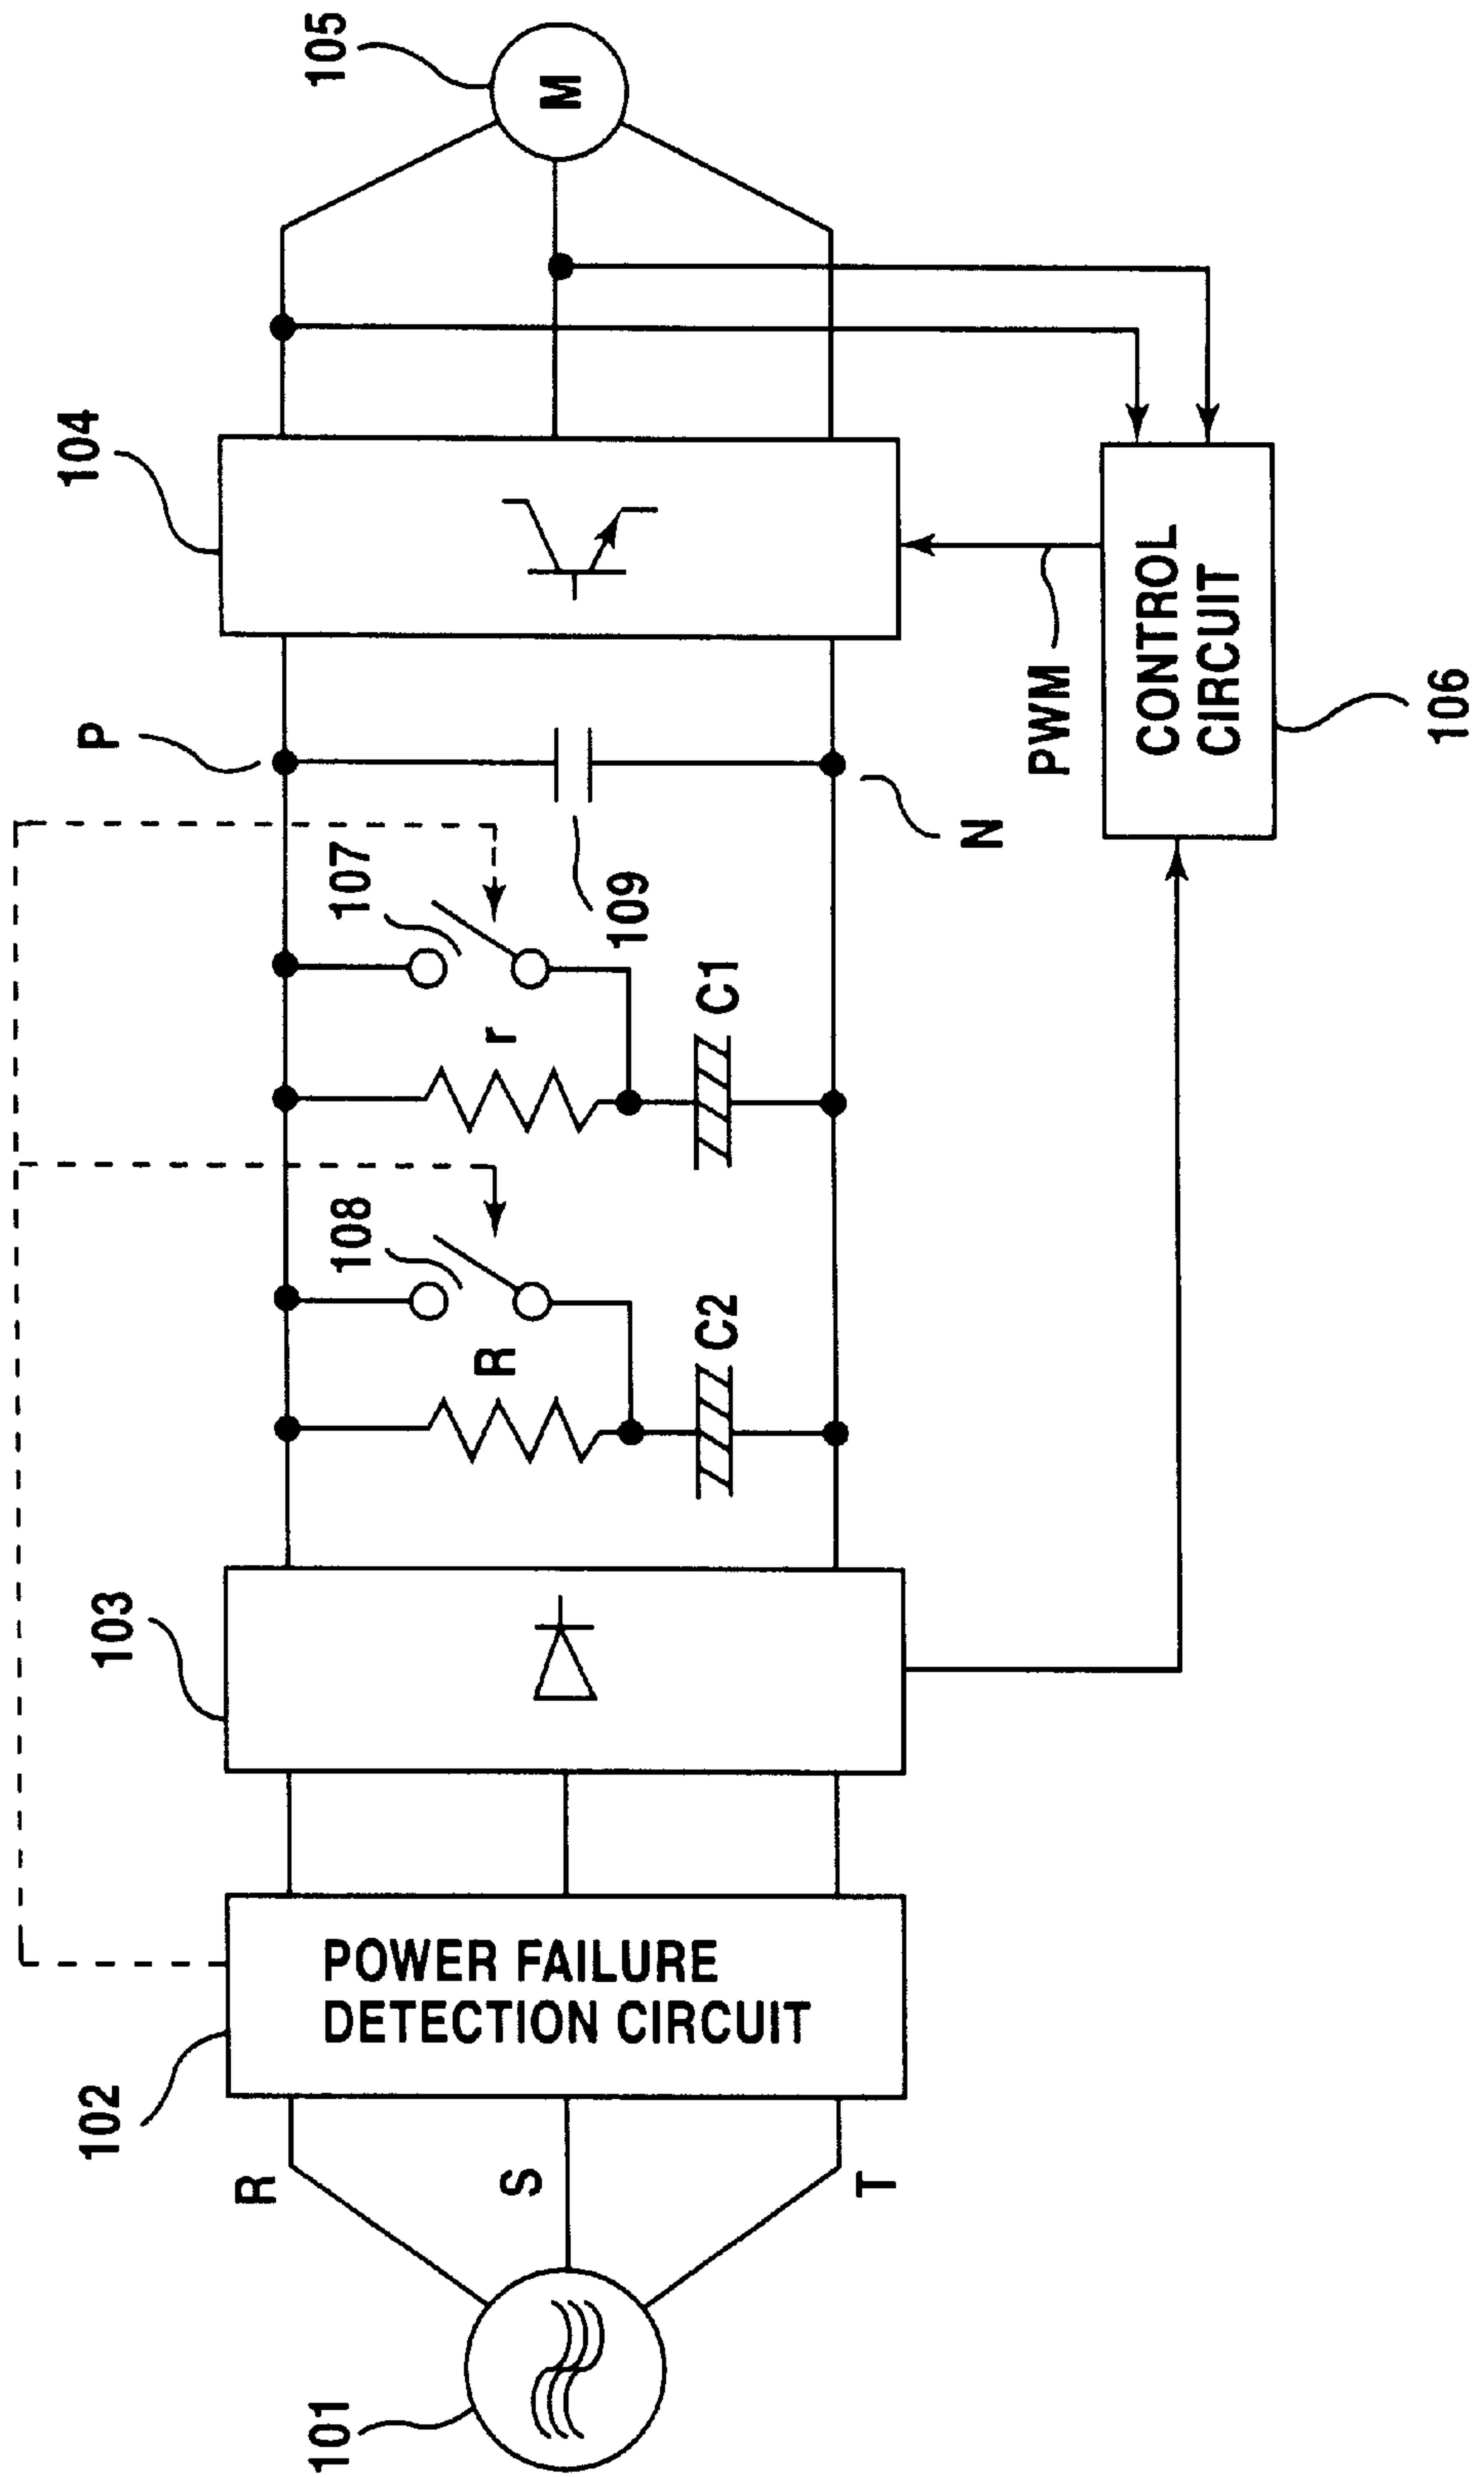 101
R
S
T
102
POWER FAILURE
DETECTION CIRCUIT
103
R
108
C2
r
107
C1
109
P
N
104
PWM
CONTROL
CIRCUIT
106
105
M